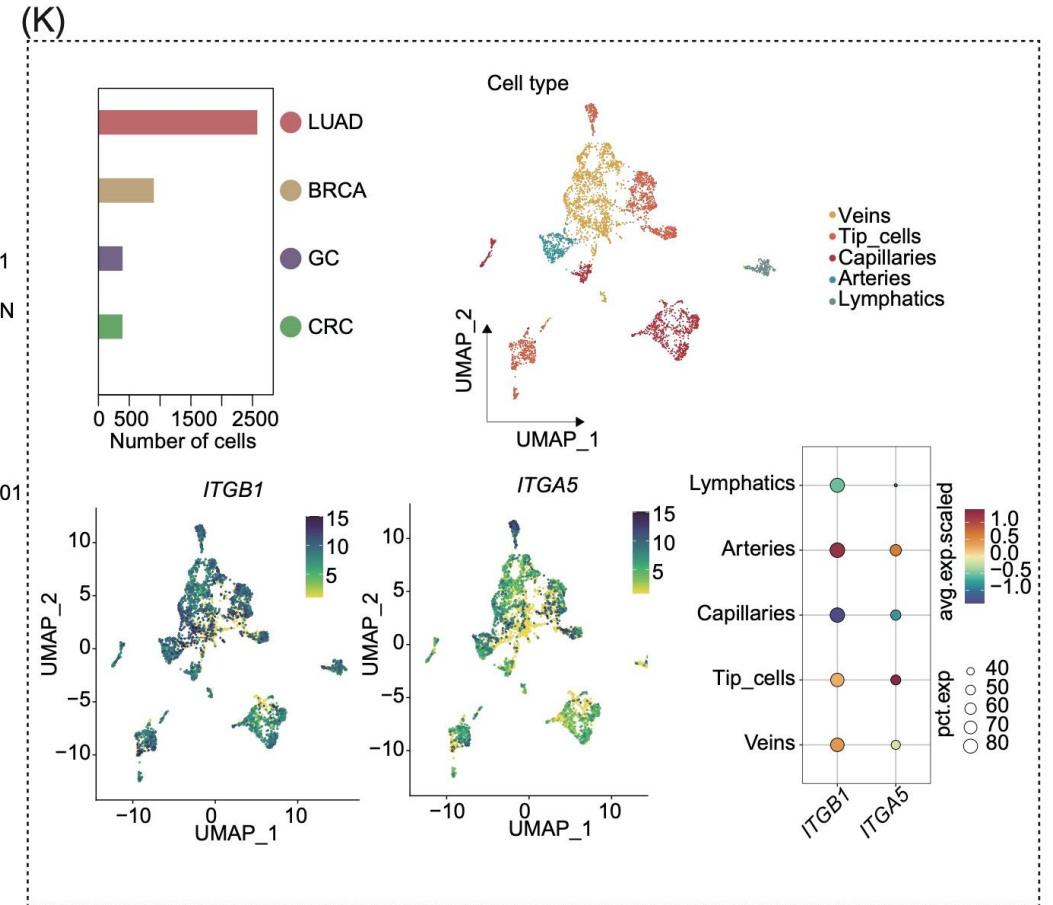 (K)
1
N
01
LUAD
BRCA
GC
CRC
0 500 1500 2500
Number of cells
Cell type
Veins
Tip_cells
Capillaries
Arteries
Lymphatics
UMAP_2
UMAP_1
ITGB1
15
10
5
10
5
0
−5
−10
UMAP_2
−10 0 10
UMAP_1
ITGA5
15
10
5
10
5
0
−5
−10
UMAP_2
−10 0 10
UMAP_1
Lymphatics
Arteries
Capillaries
Tip_cells
Veins
ITGB1 ITGA5
avg.exp.scaled
1.0
0.5
0.0
−0.5
−1.0
pct.exp
40
50
60
70
80